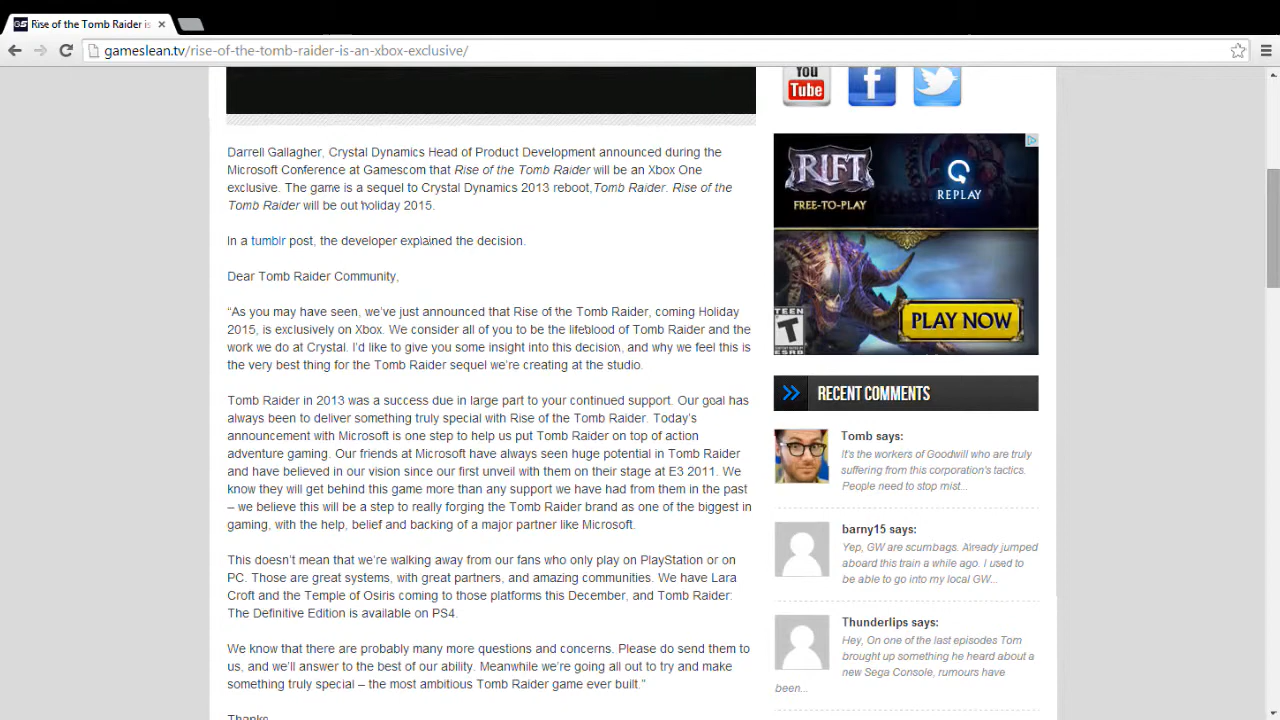 Rise of the Tomb Raider is
gameslean.tv/rise-of-the-tomb-raider-is-an-xbox-exclusive/
You
Tube
Darrell Gallagher, Crystal Dynamics Head of Product Development announced during the
Microsoft Conference at Gamescom that Rise of the Tomb Raider will be an Xbox One
exclusive. The game is a sequel to Crystal Dynamics 2013 reboot,Tomb Raider. Rise of the
Tomb Raider will be out holiday 2015.
In a tumblr post, the developer explained the decision.
Dear Tomb Raider Community,
“As you may have seen, we’ve just announced that Rise of the Tomb Raider, coming Holiday
2015, is exclusively on Xbox. We consider all of you to be the lifeblood of Tomb Raider and the
work we do at Crystal. I’d like to give you some insight into this decision, and why we feel this is
the very best thing for the Tomb Raider sequel we’re creating at the studio.
Tomb Raider in 2013 was a success due in large part to your continued support. Our goal has
always been to deliver something truly special with Rise of the Tomb Raider. Today’s
announcement with Microsoft is one step to help us put Tomb Raider on top of action
adventure gaming. Our friends at Microsoft have always seen huge potential in Tomb Raider
and have believed in our vision since our first unveil with them on their stage at E3 2011. We
know they will get behind this game more than any support we have had from them in the past
– we believe this will be a step to really forging the Tomb Raider brand as one of the biggest in
gaming, with the help, belief and backing of a major partner like Microsoft.
This doesn’t mean that we’re walking away from our fans who only play on PlayStation or on
PC. Those are great systems, with great partners, and amazing communities. We have Lara
Croft and the Temple of Osiris coming to those platforms this December, and Tomb Raider:
The Definitive Edition is available on PS4.
We know that there are probably many more questions and concerns. Please do send them to
us, and we’ll answer to the best of our ability. Meanwhile we’re going all out to try and make
something truly special – the most ambitious Tomb Raider game ever built.”
Thanks
RIFT
FREE-TO-PLAY
REPLAY
TEEN
T
ESRB
PLAY NOW
RECENT COMMENTS
Tomb says:
It's the workers of Goodwill who are truly
suffering from this corporation's tactics.
People need to stop mist...
barny15 says:
Yep, GW are scumbags. Already jumped
aboard this train a while ago. I used to
be able to go into my local GW...
Thunderlips says:
Hey, On one of the last episodes Tom
brought up something he heard about a
new Sega Console, rumours have
been...